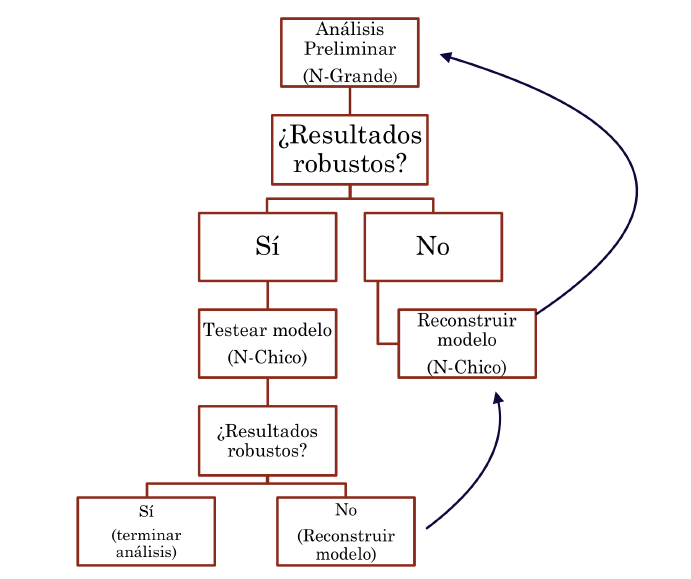 Análisis
Preliminar
(N-Grande)
¿Resultados
robustos?
Sí
No
Testear modelo
(N-Chico)
Reconstruir
modelo
(N-Chico)
¿Resultados
robustos?
Sí
(terminar
análisis)
No
(Reconstruir
modelo)